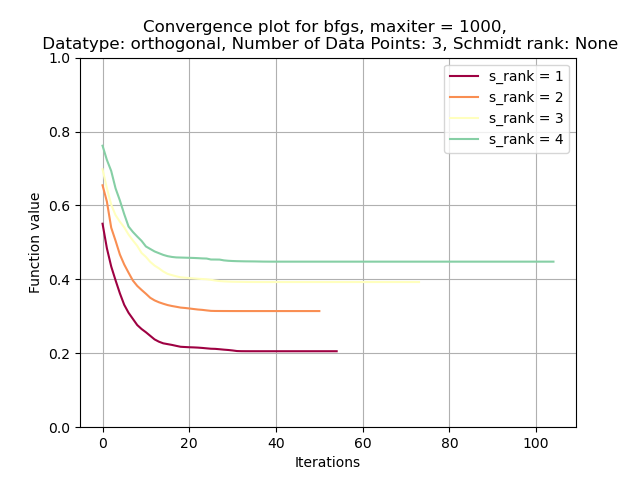 Convergence plot for bfgs, maxiter = 1000,
Datatype: orthogonal, Number of Data Points: 3, Schmidt rank: None
1.0
0.8
0.6
0.4
0.2
0.0
Function value
s_rank = 1
s_rank = 2
s_rank = 3
s_rank = 4
0 20 40 60 80 100
Iterations